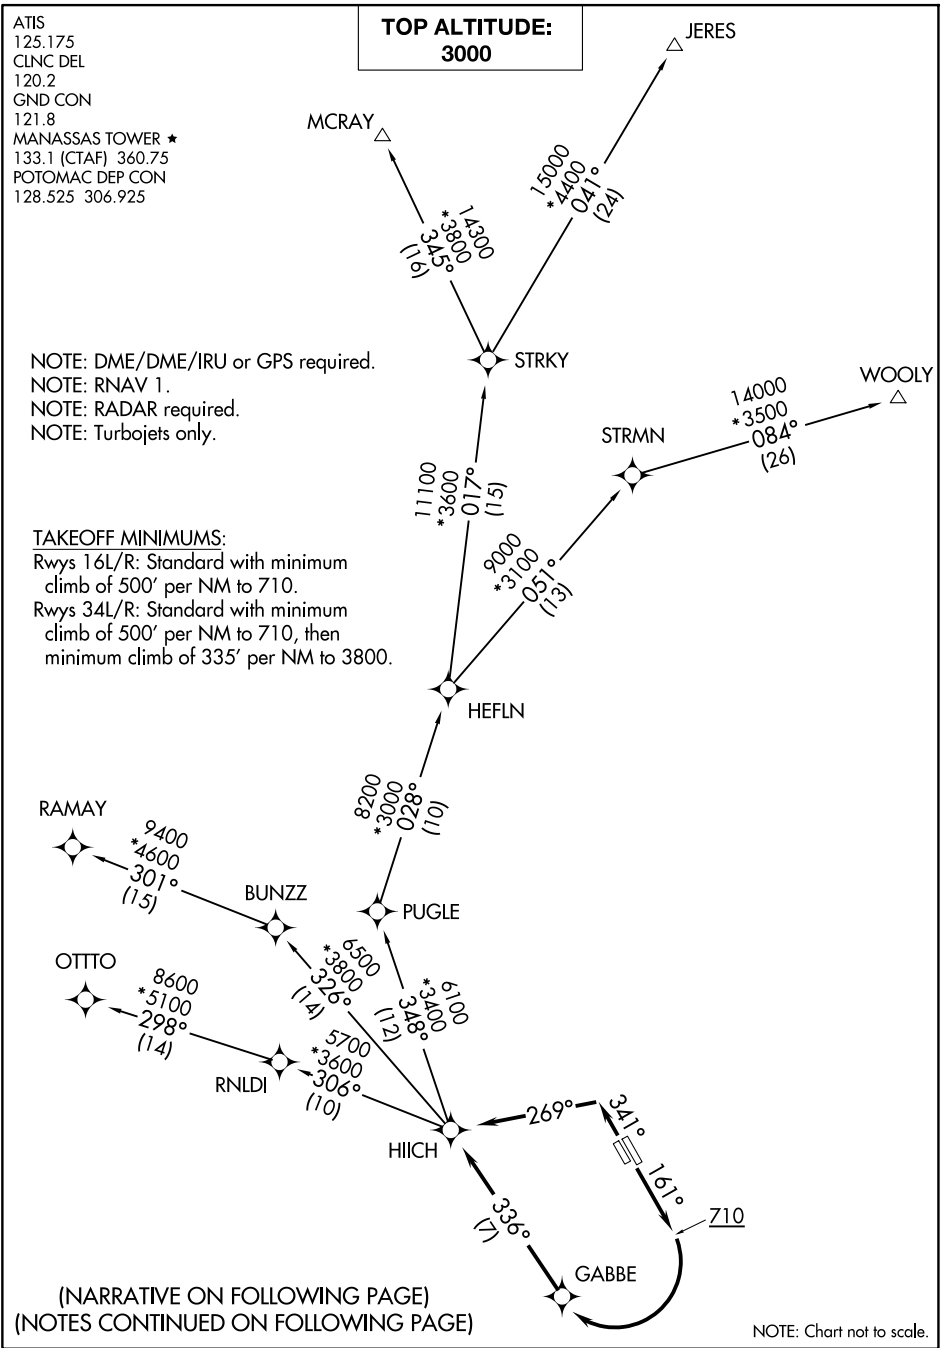 ATIS
125.175
CLNC DEL
120.2
GND CON
121.8
MANASSAS TOWER ★
133.1 (CTAF) 360.75
POTOMAC DEP CON
128.525 306.925
TOP ALTITUDE:
3000
JERES
MCRAY
15000
*4400
041°
(24)
14300
*3800
345°
(16)
STRKY
NOTE: DME/DME/IRU or GPS required.
NOTE: RNAV 1.
NOTE: RADAR required.
NOTE: Turbojets only.
WOOLY
14000
*3500
084°
(26)
STRMN
11100
*3600
017°
(15)
9000
*3100
051°
(13)
TAKEOFF MINIMUMS:
Rwys 16L/R: Standard with minimum
climb of 500' per NM to 710.
Rwys 34L/R: Standard with minimum
climb of 500' per NM to 710, then
minimum climb of 335' per NM to 3800.
HEFLN
8200
*3000
028°
(10)
RAMAY
9400
*4600
301°
(15)
BUNZZ
PUGLE
OTTTO
8600
*5100
298°
(14)
6500
*3800
326°
(14)
6100
*3400
348°
(12)
RNLDI
5700
*3600
306°
(10)
HIICH
269°
341°
161°
710
336°
(7)
GABBE
(NARRATIVE ON FOLLOWING PAGE)
(NOTES CONTINUED ON FOLLOWING PAGE)
NOTE: Chart not to scale.